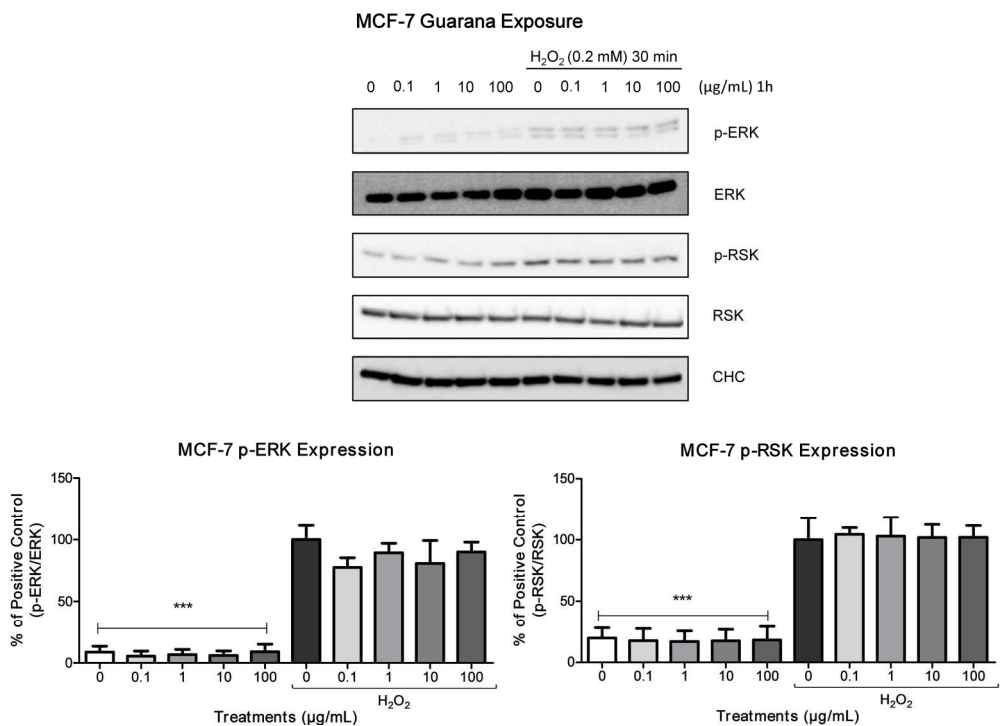 MCF-7 Guarana Exposure
H₂O₂ (0.2 mM) 30 min
0 0.1 1 10 100 0 0.1 1 10 100 (µg/mL) 1h
p-ERK
ERK
p-RSK
RSK
CHC
MCF-7 p-ERK Expression
% of Positive Control
(p-ERK/ERK)
150
100
50
0
***
0 0.1 1 10 100 0 0.1 1 10 100
H₂O₂
Treatments (µg/mL)
MCF-7 p-RSK Expression
% of Positive Control
(p-RSK/RSK)
150
100
50
0
***
0 0.1 1 10 100 0 0.1 1 10 100
H₂O₂
Treatments (µg/mL)